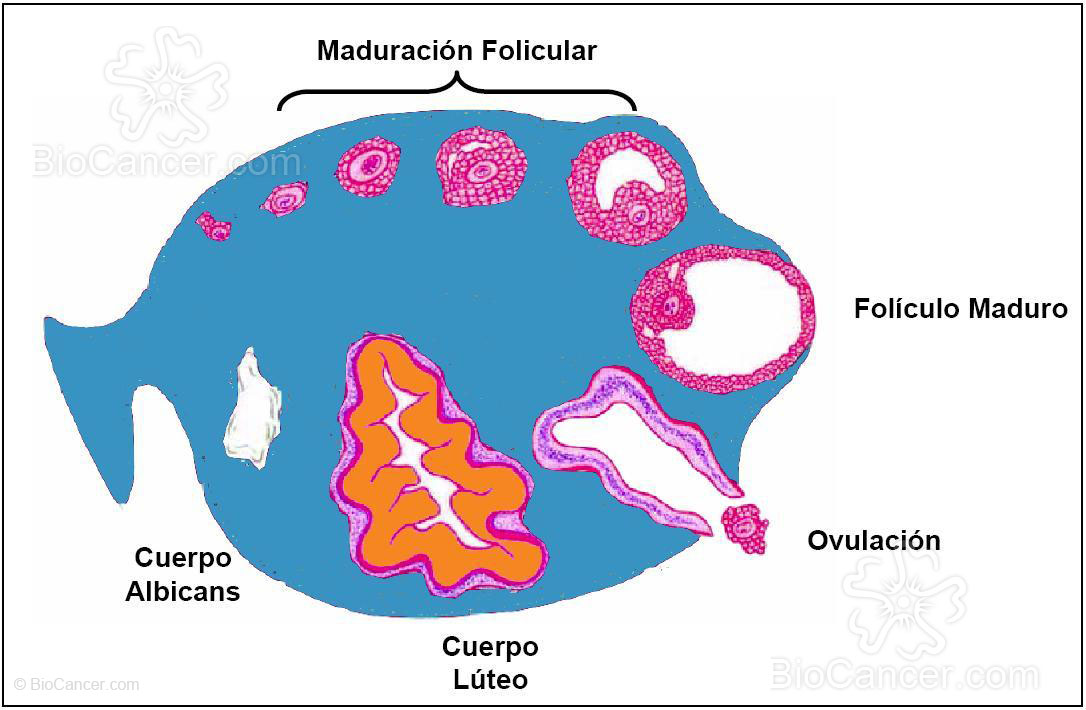 Maduración Folicular
BioCancer.com
Folículo Maduro
Ovulación
Cuerpo
Albicans
Cuerpo
Lúteo
BioCancer.com
© BioCancer.com